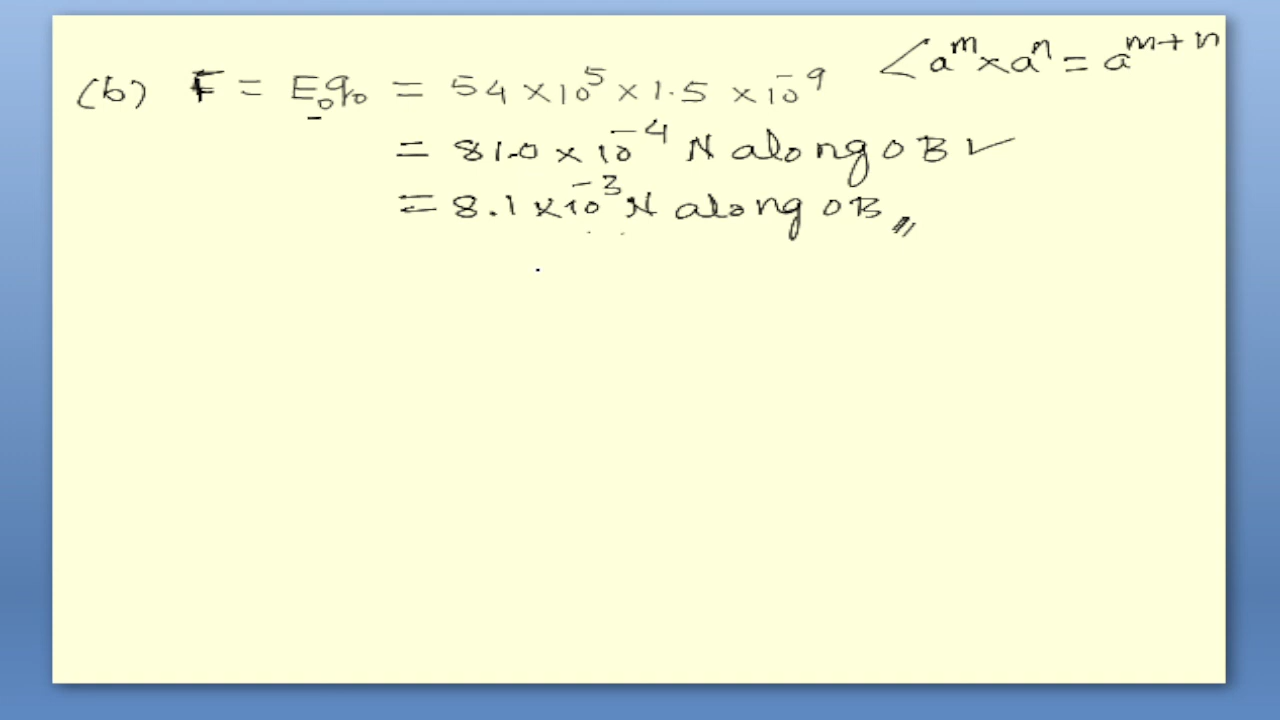 (b) F = E₀q₀ = 54 × 10⁵ × 1.5 × 10⁻⁹ < aᵐ × aⁿ = aᵐ⁺ⁿ
= 81.0 × 10⁻⁴ N along OB ✓
= 8.1 × 10⁻³ N along OB //